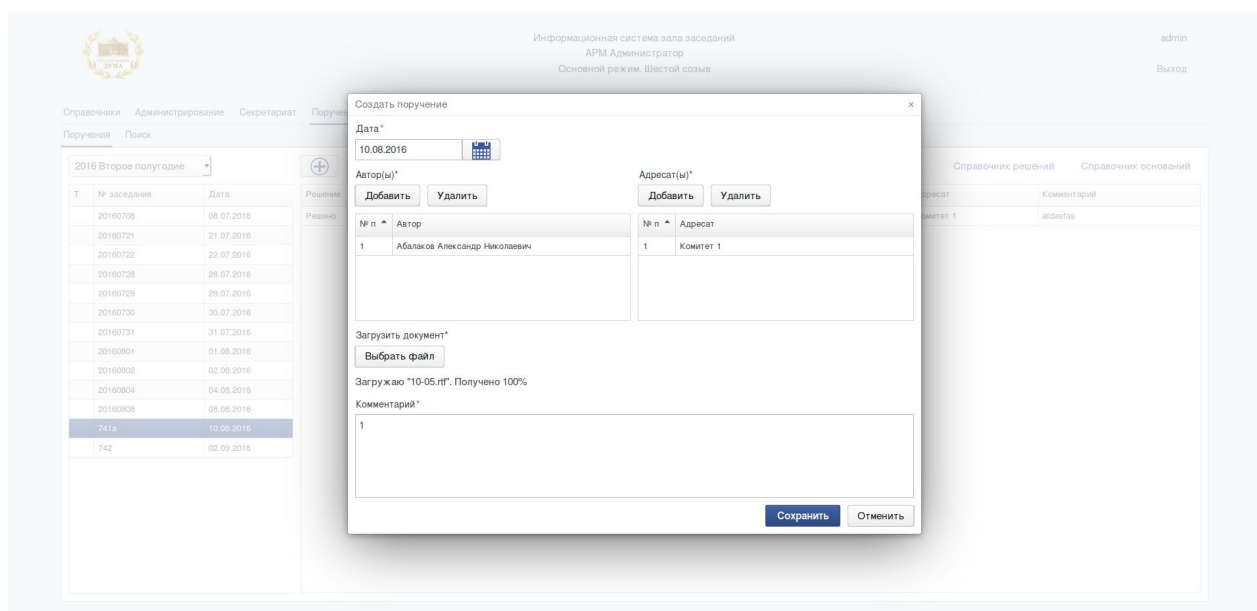 Информационная система зала заседаний
admin
АРМ Администратор
ДУМА
Основной режим. Шестой созыв
Выход
Справочники Администрирование Секретариат Поручен
Поручения Поиск
2016 Второе полугодие
Справочник решений Справочник оснований
Т № заседания Дата
Решение
дресат Комментарий
20160708 08.07.2016
Решено
омитет 1 afdasfas
20160721 21.07.2016
20160722 22.07.2016
20160728 28.07.2016
20160729 29.07.2016
20160730 30.07.2016
20160731 31.07.2016
20160801 01.08.2016
20160802 02.08.2016
20160804 04.08.2016
20160808 08.08.2016
741а 10.08.2016
742 02.09.2016
Создать поручение ×
Дата*
10.08.2016
Автор(ы)* Адресат(ы)*
Добавить Удалить Добавить Удалить
№ п Автор № п Адресат
1 Абалаков Александр Николаевич 1 Комитет 1
Загрузить документ*
Выбрать файл
Загружаю "10-05.rtf". Получено 100%
Комментарий*
1
Сохранить Отменить